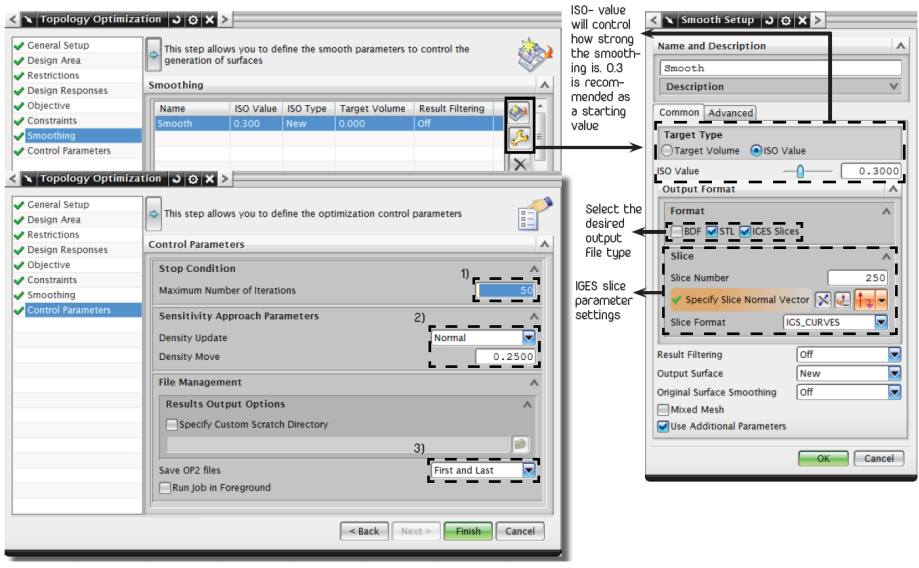 Topology Optimization
General Setup
Design Area
Restrictions
Design Responses
Objective
Constraints
Smoothing
Control Parameters
This step allows you to define the smooth parameters to control the
generation of surfaces
Smoothing
Name ISO Value ISO Type Target Volume Result Filtering
Smooth 0.300 New 0.000 Off
Topology Optimization
General Setup
Design Area
Restrictions
Design Responses
Objective
Constraints
Smoothing
Control Parameters
This step allows you to define the optimization control parameters
Control Parameters
Stop Condition
1)
Maximum Number of Iterations 50
Sensitivity Approach Parameters
2)
Density Update Normal
Density Move 0.2500
File Management
Results Output Options
Specify Custom Scratch Directory
3)
Save OP2 files First and Last
Run Job in Foreground
< Back Next > Finish Cancel
ISO- value
will control
how strong
the smooth-
ing is. 0.3
is recom-
mended as
a starting
value
Select the
desired
output
file type
IGES slice
parameter
settings
Smooth Setup
Name and Description
Smooth
Description
Common Advanced
Target Type
Target Volume ISO Value
ISO Value 0.3000
Output Format
Format
BDF STL IGES Slices
Slice
Slice Number 250
Specify Slice Normal Vector
Slice Format IGS_CURVES
Result Filtering Off
Output Surface New
Original Surface Smoothing Off
Mixed Mesh
Use Additional Parameters
OK Cancel